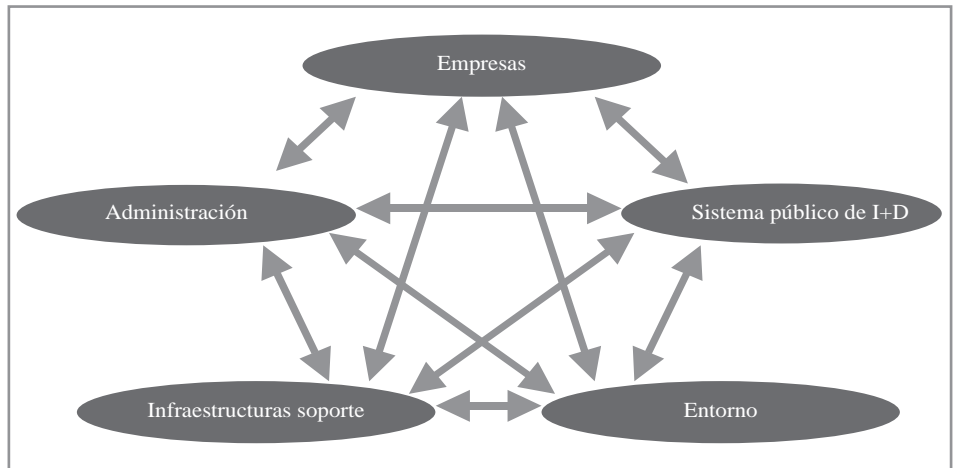 Empresas
Administración
Sistema público de I+D
Infraestructuras soporte
Entorno